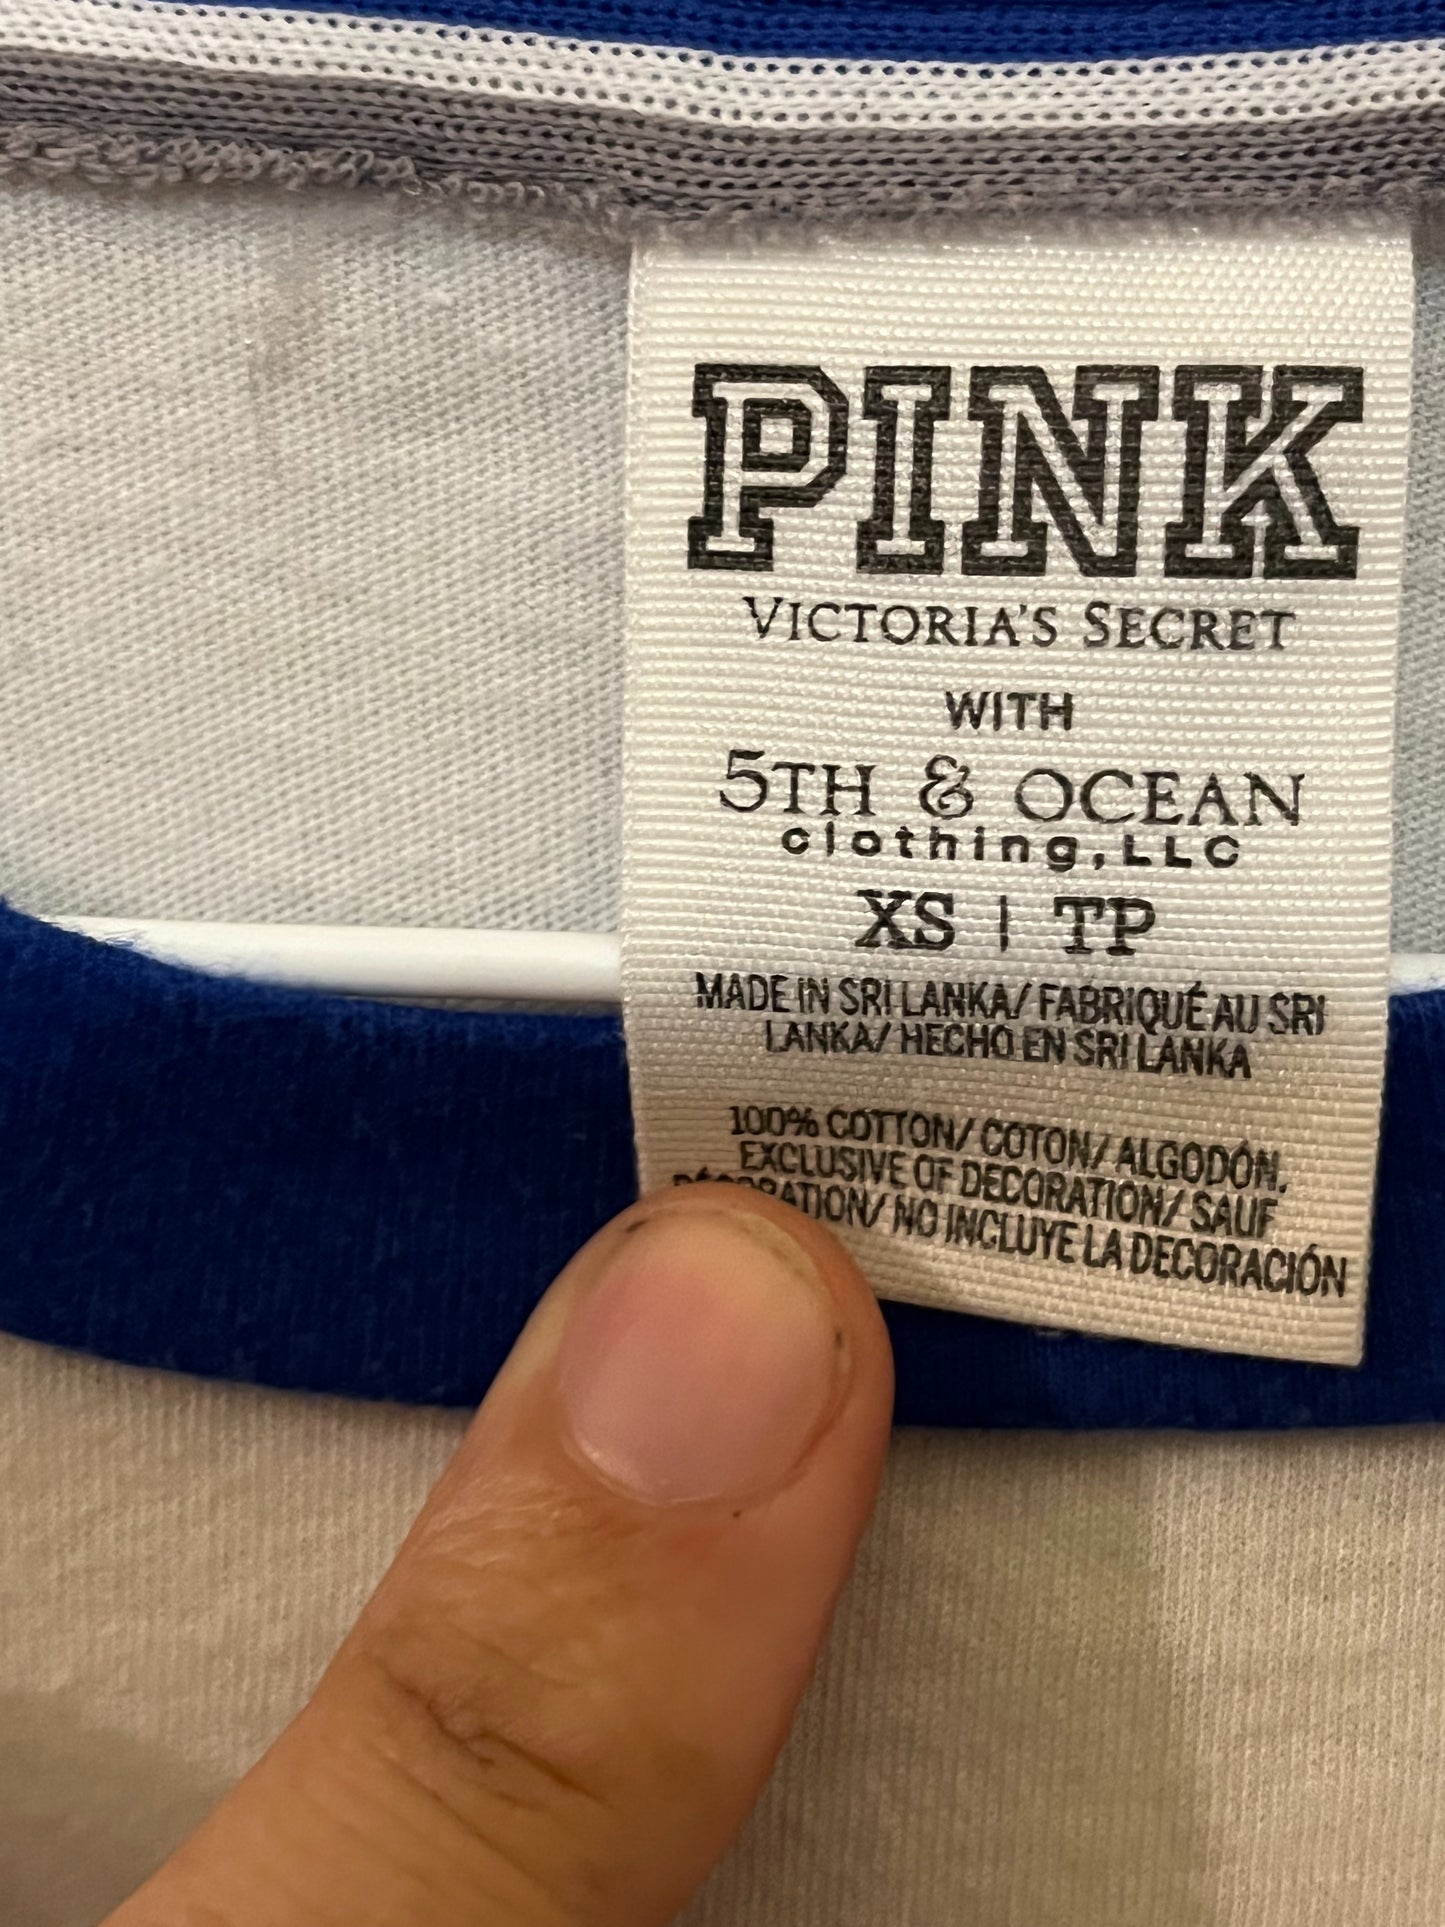 PINK
VICTORIA'S SECRET
WITH
5TH & OCEAN
clothing, LLC
XS | TP
MADE IN SRI LANKA/ FABRIQUÉ AU SRI
LANKA/ HECHO EN SRI LANKA
100% COTTON/ COTON/ ALGODÓN.
EXCLUSIVE OF DECORATION/ SAUF
/ NO INCLUYE LA DECORACIÓN